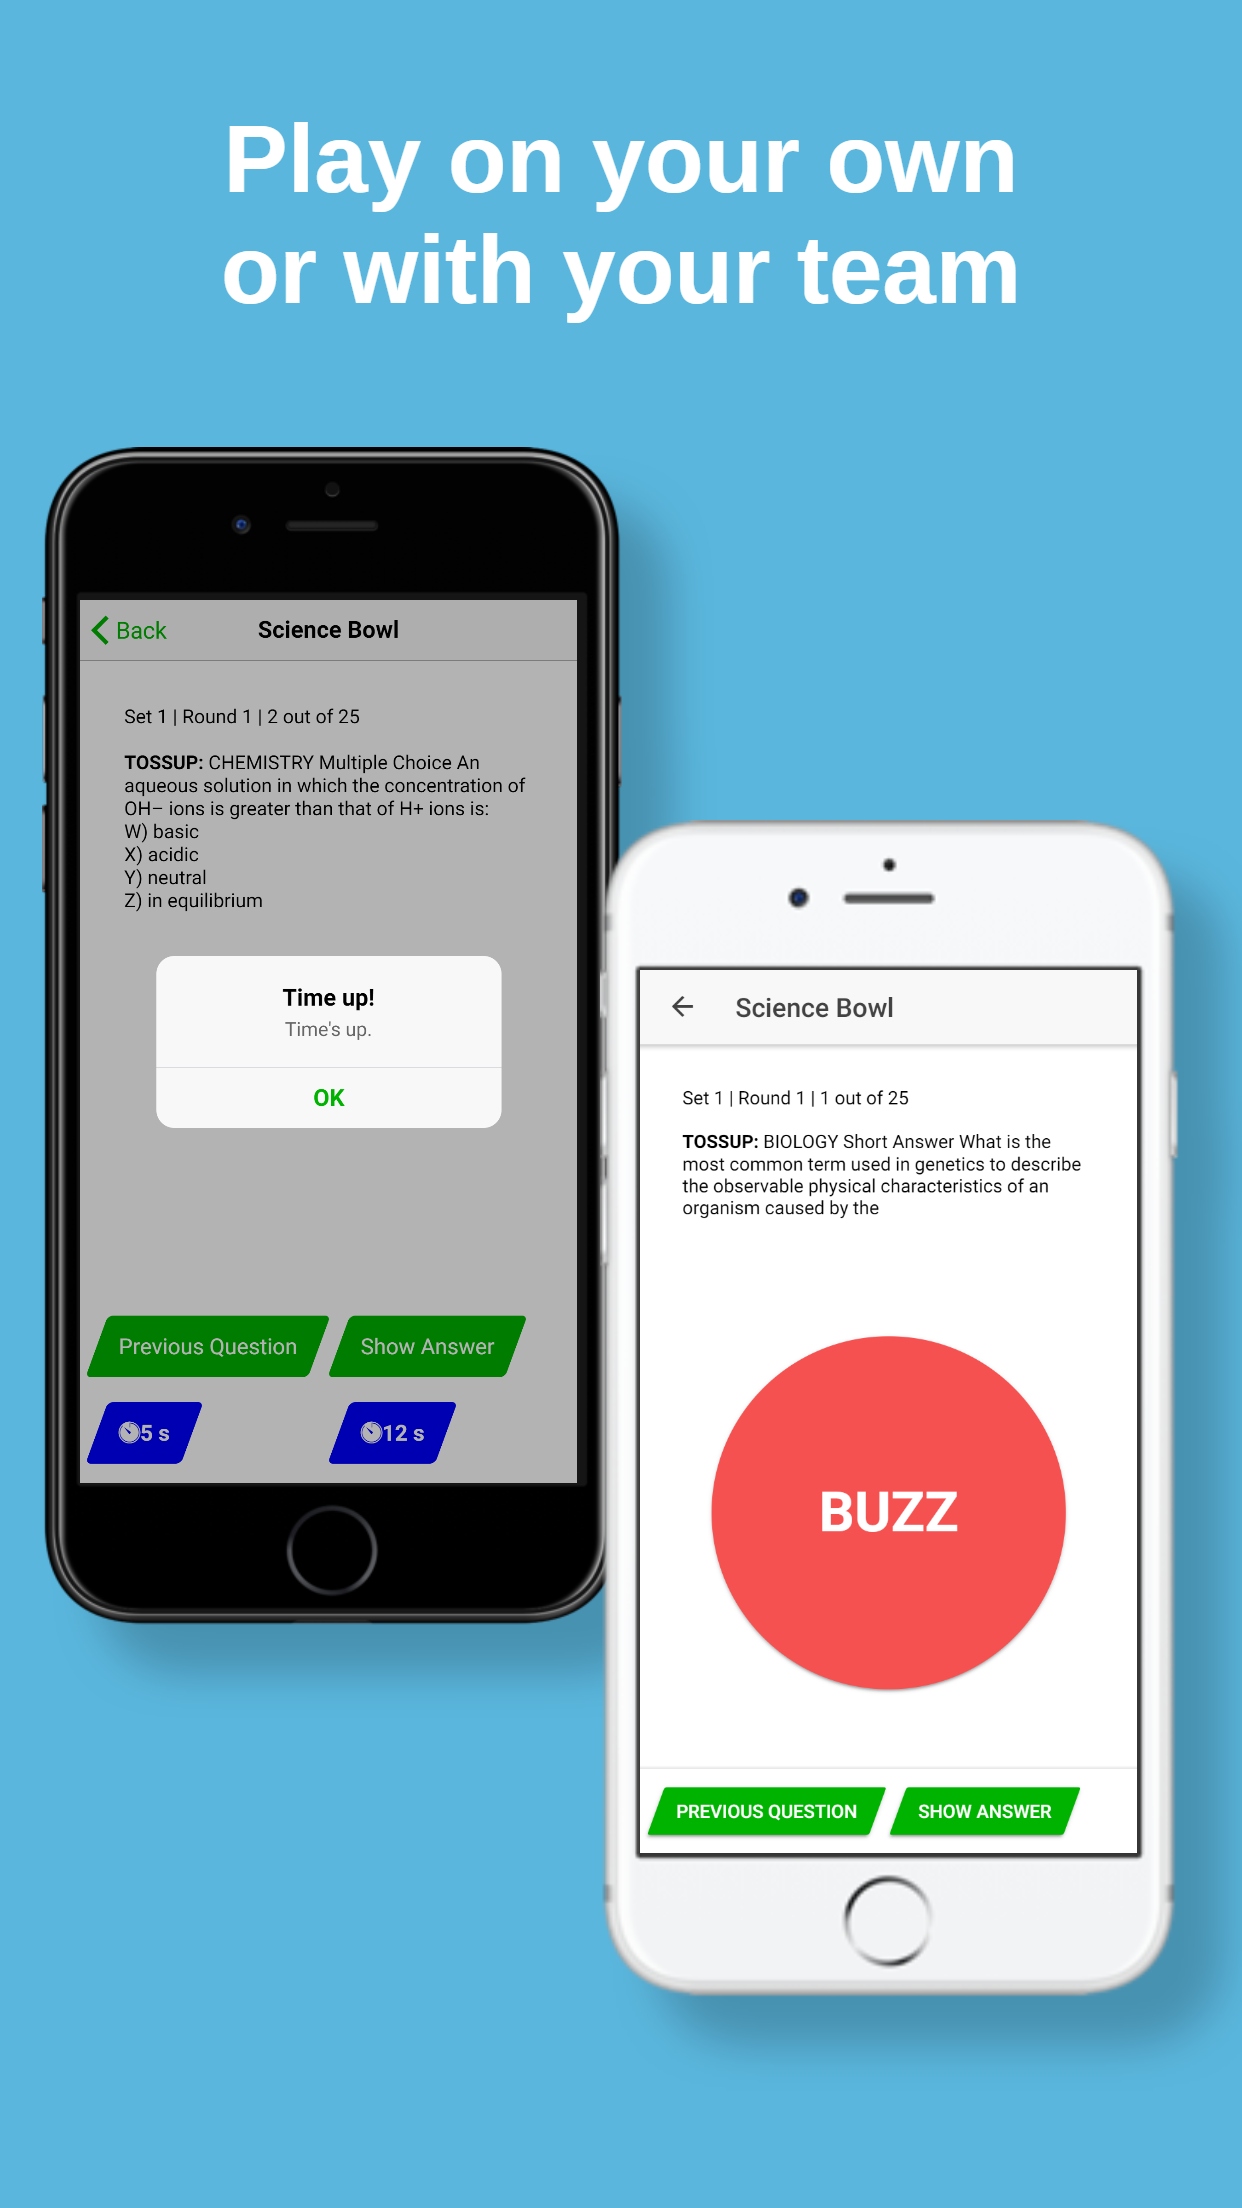 Play on your own
or with your team
Back
Science Bowl
Set 1 | Round 1 | 2 out of 25
TOSSUP: CHEMISTRY Multiple Choice An
aqueous solution in which the concentration of
OH− ions is greater than that of H+ ions is:
W) basic
X) acidic
Y) neutral
Z) in equilibrium
Time up!
Time's up.
OK
Previous Question
Show Answer
5 s
12 s
Science Bowl
Set 1 | Round 1 | 1 out of 25
TOSSUP: BIOLOGY Short Answer What is the
most common term used in genetics to describe
the observable physical characteristics of an
organism caused by the
BUZZ
PREVIOUS QUESTION
SHOW ANSWER